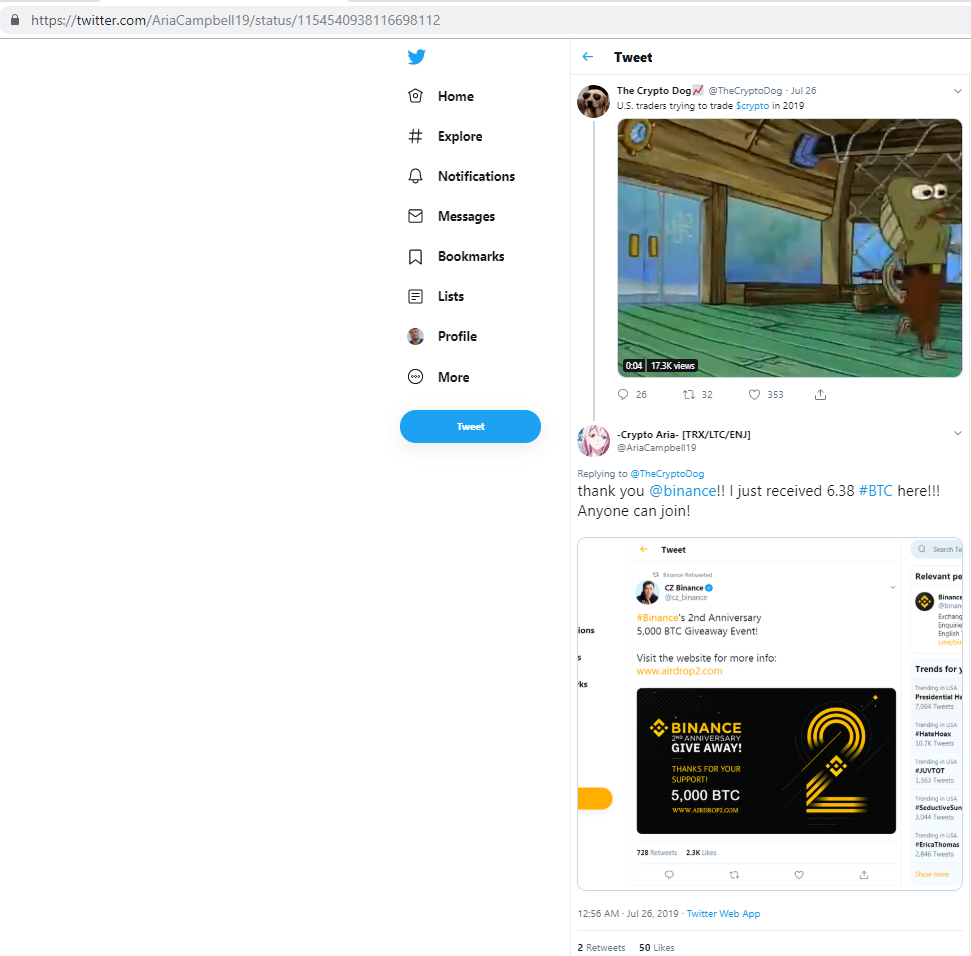 https://twitter.com/AriaCampbell19/status/1154540938116698112
Home
Explore
Notifications
Messages
Bookmarks
Lists
Profile
More
Tweet
Tweet
The Crypto Dog📈 @TheCryptoDog · Jul 26
U.S. traders trying to trade $crypto in 2019
0:04 17.3K views
26 32 353
-Crypto Aria- [TRX/LTC/ENJ]
@AriaCampbell19
Replying to @TheCryptoDog
thank you @binance!! I just received 6.38 #BTC here!!!
Anyone can join!
Tweet
Binance Retweeted
CZ Binance
@cz_binance
#Binance's 2nd Anniversary
5,000 BTC Giveaway Event!
Visit the website for more info:
www.airdrop2.com
BINANCE
2ND ANNIVERSARY
GIVE AWAY!
THANKS FOR YOUR
SUPPORT!
5,000 BTC
WWW.AIRDROP2.COM
2
728 Retweets 2.3K Likes
ions
s
rks
Search Tw
Relevant pe
Binance
@binan
Exchang
Enquirie
English
Trends for y
Trending in USA
Presidential Ha
7,064 Tweets
Trending in USA
#HateHoax
10.7K Tweets
Trending in USA
#JUVTOT
1,363 Tweets
Trending in USA
#SeductiveSun
3,044 Tweets
Trending in USA
#EricaThomas
2,846 Tweets
Show more
12:56 AM · Jul 26, 2019 · Twitter Web App
2 Retweets 50 Likes